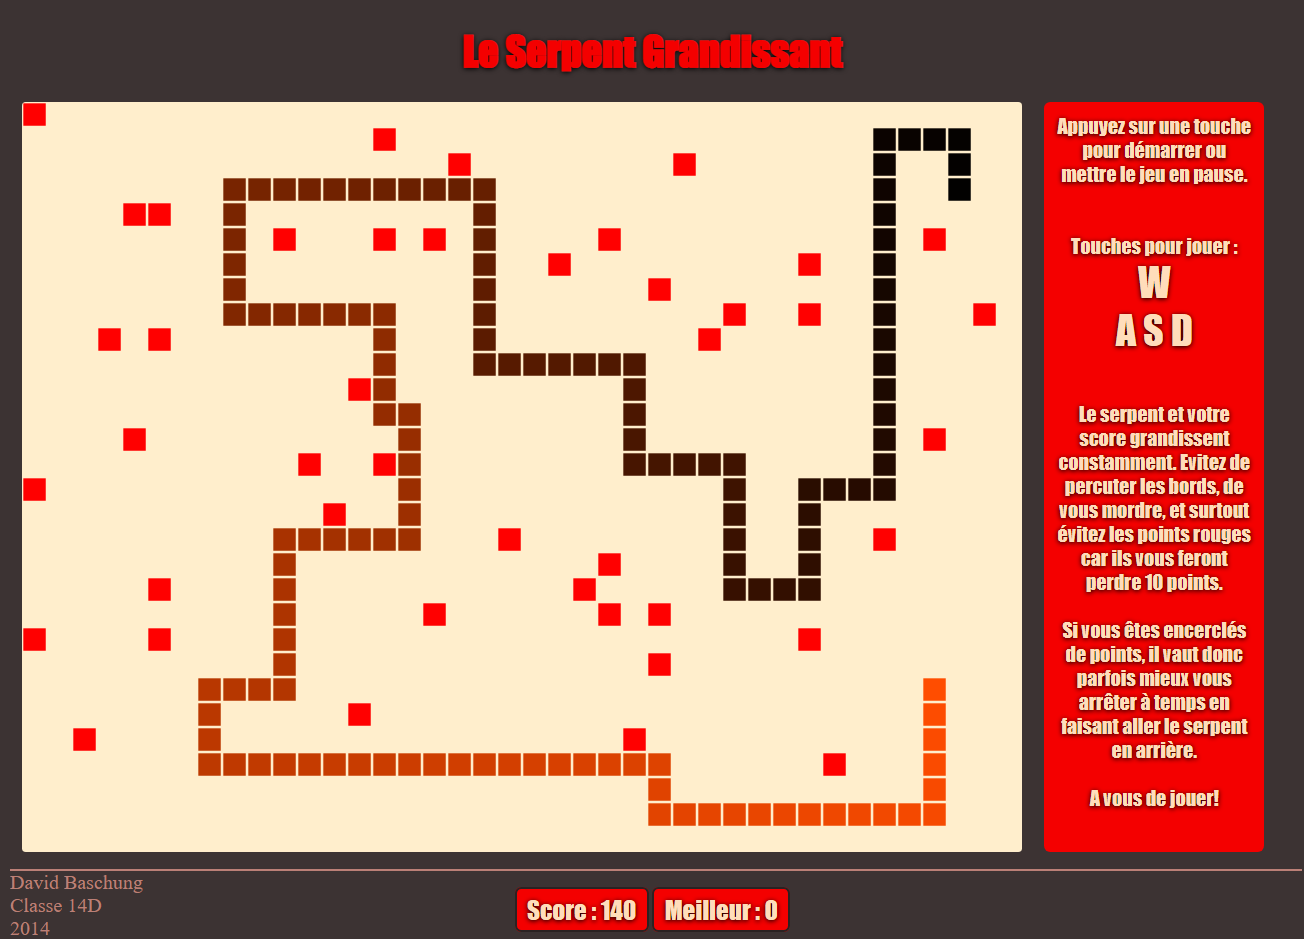 Le Serpent Grandissant
Appuyez sur une touche
pour démarrer ou
mettre le jeu en pause.
Touches pour jouer :
W
A S D
Le serpent et votre
score grandissent
constamment. Evitez de
percuter les bords, de
vous mordre, et surtout
évitez les points rouges
car ils vous feront
perdre 10 points.
Si vous êtes encerclés
de points, il vaut donc
parfois mieux vous
arrêter à temps en
faisant aller le serpent
en arrière.
A vous de jouer!
David Baschung
Classe 14D
2014
Score : 140
Meilleur : 0